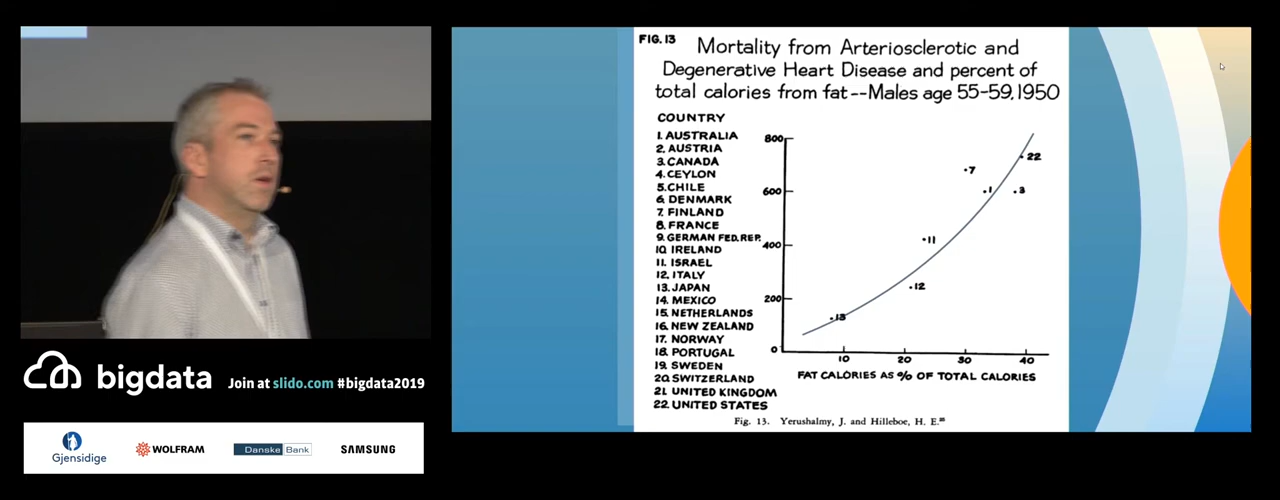 bigdata
Join at slido.com #bigdata2019
Gjensidige
WOLFRAM
Danske Bank
SAMSUNG
FIG. 13
Mortality from Arteriosclerotic and
Degenerative Heart Disease and percent of
total calories from fat--Males age 55-59, 1950
COUNTRY
1. AUSTRALIA
2. AUSTRIA
3. CANADA
4. CEYLON
5. CHILE
6. DENMARK
7. FINLAND
8. FRANCE
9. GERMAN FED. REP.
10. IRELAND
11. ISRAEL
12. ITALY
13. JAPAN
14. MEXICO
15. NETHERLANDS
16. NEW ZEALAND
17. NORWAY
18. PORTUGAL
19. SWEDEN
20. SWITZERLAND
21. UNITED KINGDOM
22. UNITED STATES
800
600
400
200
0
22
7
1
3
11
12
13
10 20 30 40
FAT CALORIES AS % OF TOTAL CALORIES
Fig. 13. Yerushalmy, J. and Hilleboe, H. E.